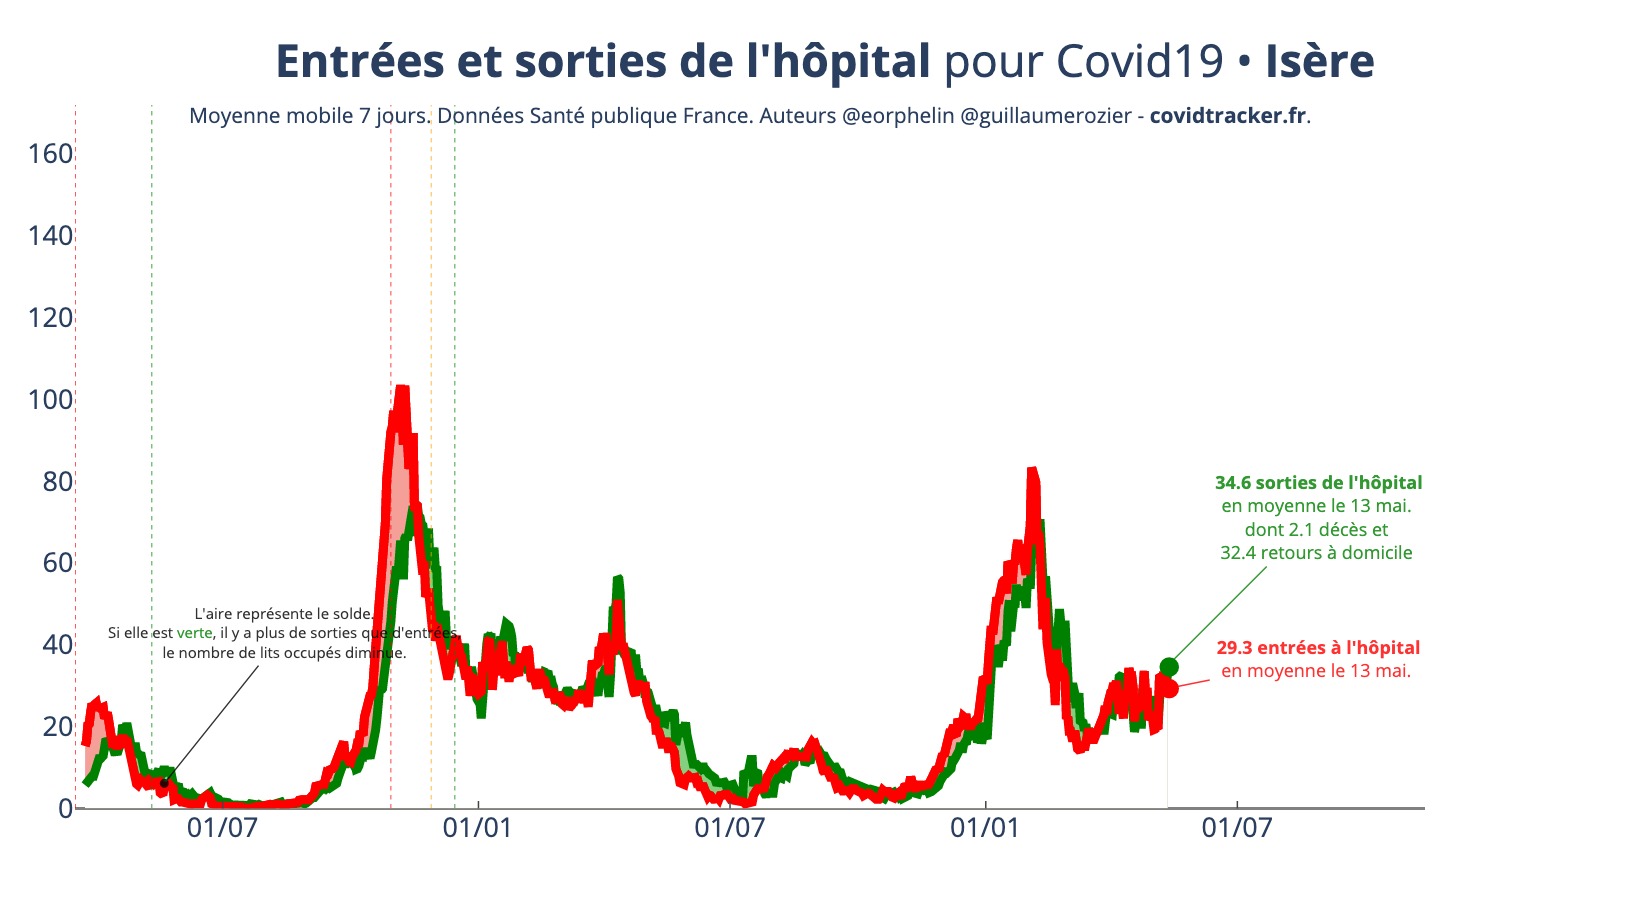 Entrées et sorties de l'hôpital pour Covid19 • Isère
Moyenne mobile 7 jours. Données Santé publique France. Auteurs @eorphelin @guillaumerozier - covidtracker.fr.
160
140
120
100
80
60
40
20
0
L'aire représente le solde.
Si elle est verte, il y a plus de sorties que d'entrées,
le nombre de lits occupés diminue.
34.6 sorties de l'hôpital
en moyenne le 13 mai.
dont 2.1 décès et
32.4 retours à domicile
29.3 entrées à l'hôpital
en moyenne le 13 mai.
01/07
01/01
01/07
01/01
01/07